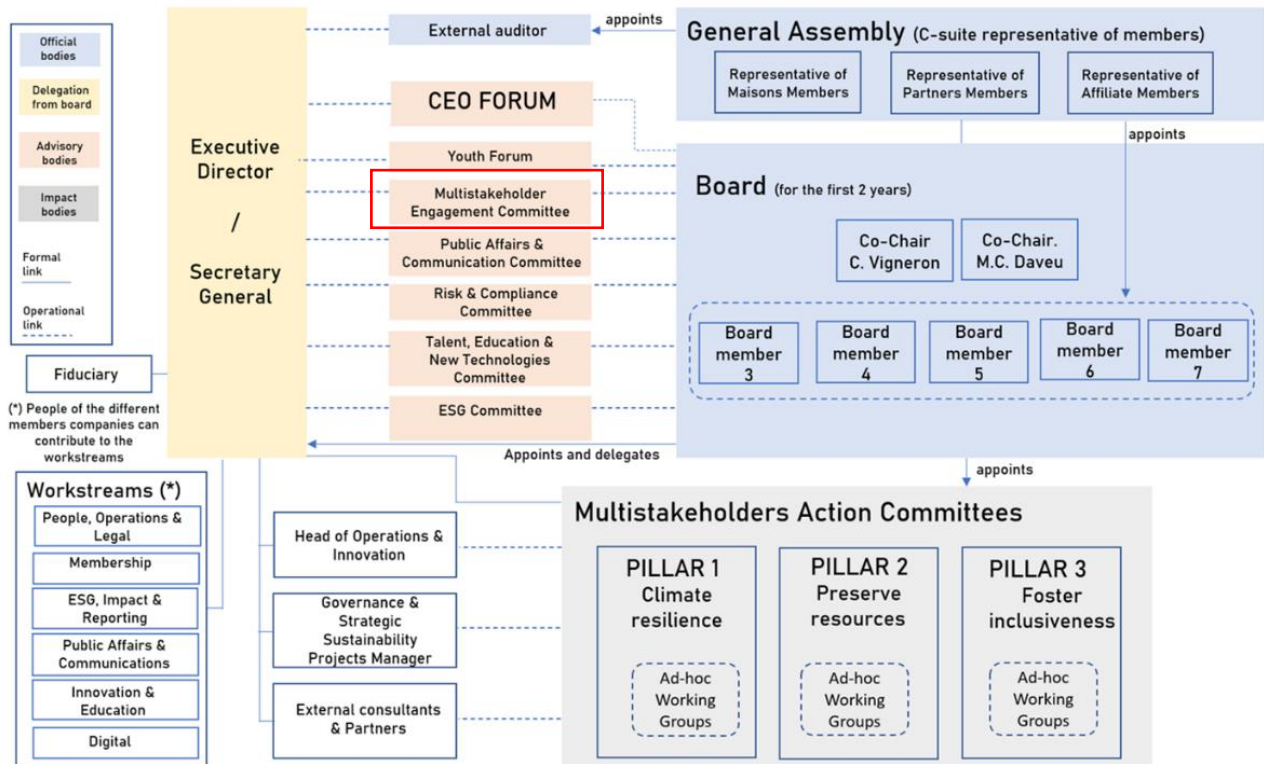 Official
bodies
Delegation
from board
Advisory
bodies
Impact
bodies
Formal
link
Operational
link
Fiduciary
(*) People of the different
members companies can
contribute to the
workstreams
Workstreams (*)
People, Operations &
Legal
Membership
ESG, Impact &
Reporting
Public Affairs &
Communications
Innovation &
Education
Digital
Executive
Director
/
Secretary
General
External auditor
CEO FORUM
Youth Forum
Multistakeholder
Engagement Committee
Public Affairs &
Communication Committee
Risk & Compliance
Committee
Talent, Education &
New Technologies
Committee
ESG Committee
appoints
General Assembly (C-suite representative of members)
Representative of
Maisons Members
Representative of
Partners Members
Representative of
Affiliate Members
appoints
Board (for the first 2 years)
Co-Chair
C. Vigneron
Co-Chair.
M.C. Daveu
Board
member
3
Board
member
4
Board
member
5
Board
member
6
Board
member
7
Appoints and delegates
appoints
Head of Operations &
Innovation
Governance &
Strategic
Sustainability
Projects Manager
External consultants
& Partners
Multistakeholders Action Committees
PILLAR 1
Climate
resilience
Ad-hoc
Working
Groups
PILLAR 2
Preserve
resources
Ad-hoc
Working
Groups
PILLAR 3
Foster
inclusiveness
Ad-hoc
Working
Groups